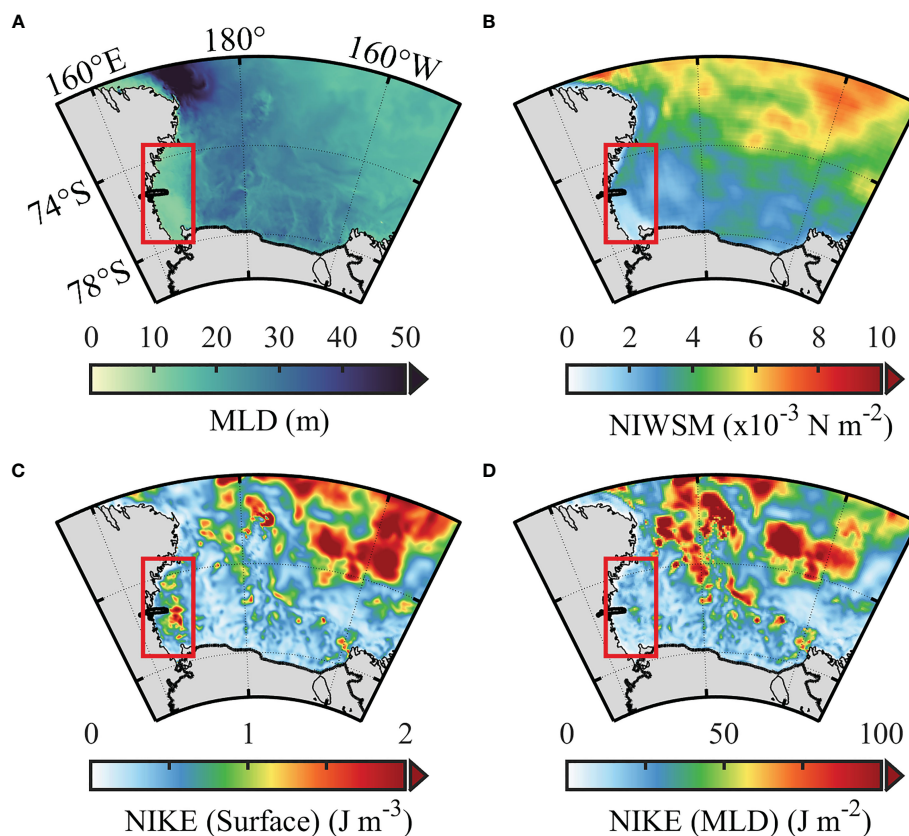 A
160°E
180°
160°W
74°S
78°S
0 10 20 30 40 50
MLD (m)
B
0 2 4 6 8 10
NIWSM (x10⁻³ N m⁻²)
C
0 1 2
NIKE (Surface) (J m⁻³)
D
0 50 100
NIKE (MLD) (J m⁻²)